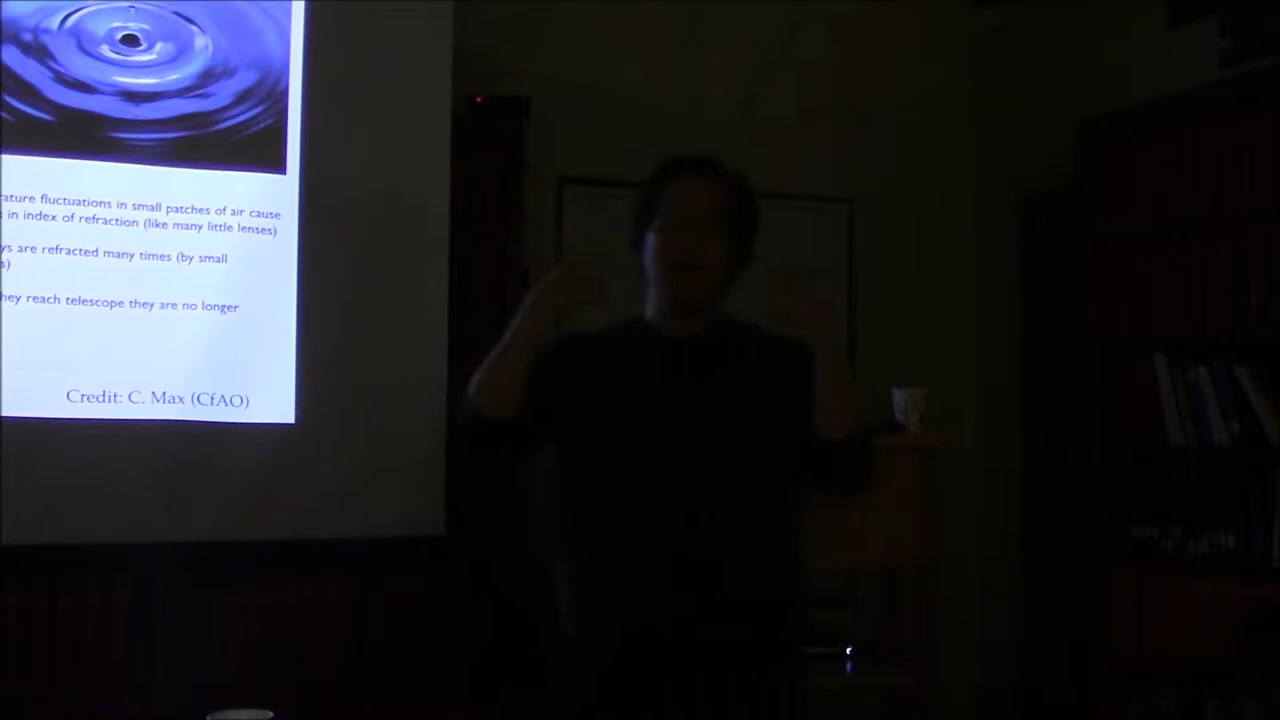 ature fluctuations in small patches of air cause
s in index of refraction (like many little lenses)
ys are refracted many times (by small
s)
hey reach telescope they are no longer
Credit: C. Max (CfAO)